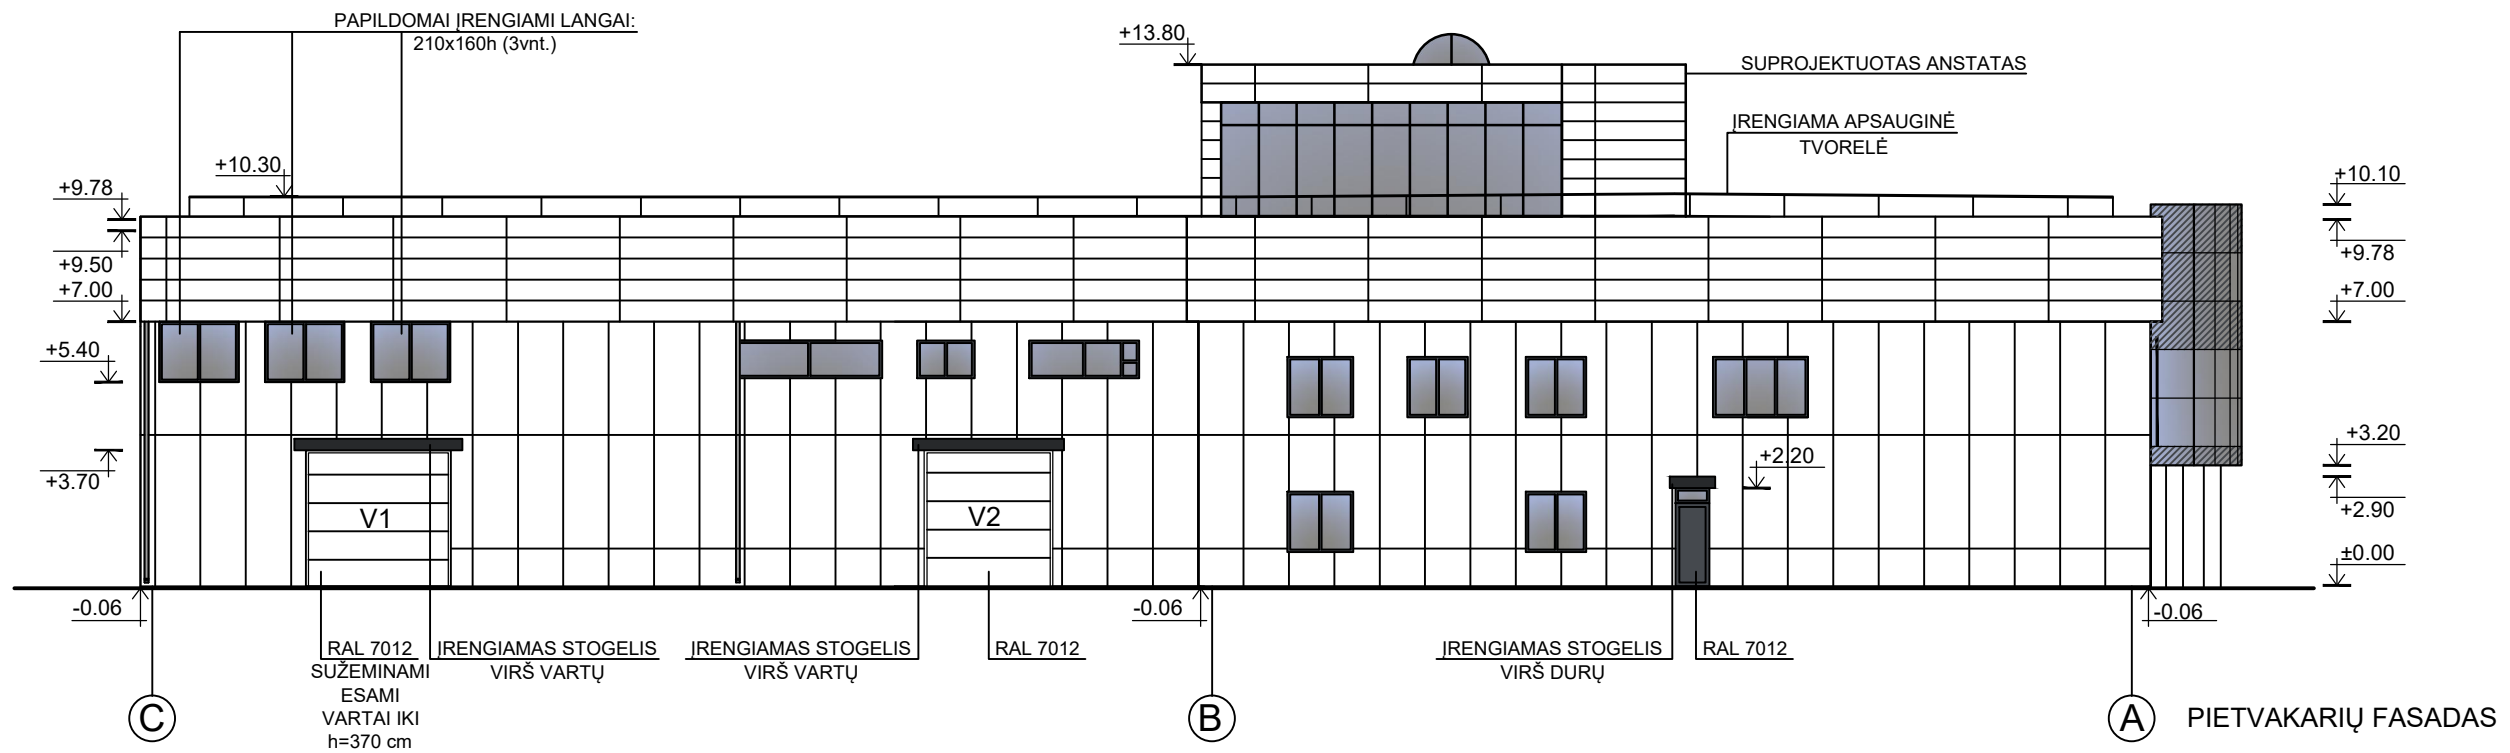 PAPILDOMAI ĮRENGIAMI LANGAI:
210x160h (3vnt.)
+13.80
SUPROJEKTUOTAS ANSTATAS
ĮRENGIAMA APSAUGINĖ
TVORELĖ
+10.30
+9.78
+9.50
+7.00
+5.40
+3.70
+10.10
+9.78
+7.00
+3.20
+2.90
±0.00
+2.20
V1
V2
-0.06
-0.06
-0.06
RAL 7012
SUŽEMINAMI
ESAMI
VARTAI IKI
h=370 cm
ĮRENGIAMAS STOGELIS
VIRŠ VARTŲ
ĮRENGIAMAS STOGELIS
VIRŠ VARTŲ
RAL 7012
ĮRENGIAMAS STOGELIS
VIRŠ DURŲ
RAL 7012
C
B
A
PIETVAKARIŲ FASADAS